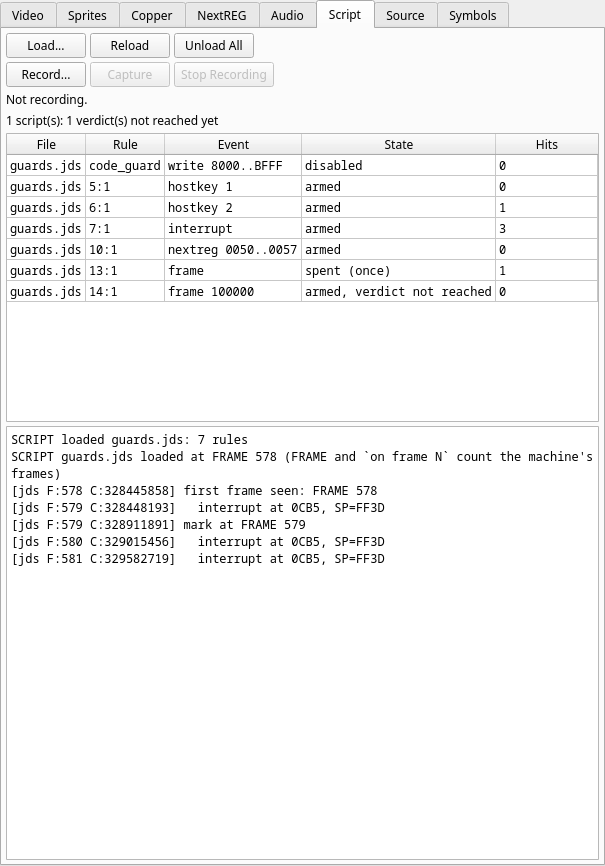 Video Sprites Copper NextREG Audio Script Source Symbols
Load... Reload Unload All
Record... Capture Stop Recording
Not recording.
1 script(s): 1 verdict(s) not reached yet
File Rule Event State Hits
guards.jds code_guard write 8000..BFFF disabled 0
guards.jds 5:1 hostkey 1 armed 0
guards.jds 6:1 hostkey 2 armed 1
guards.jds 7:1 interrupt armed 3
guards.jds 10:1 nextreg 0050..0057 armed 0
guards.jds 13:1 frame spent (once) 1
guards.jds 14:1 frame 100000 armed, verdict not reached 0
SCRIPT loaded guards.jds: 7 rules
SCRIPT guards.jds loaded at FRAME 578 (FRAME and `on frame N` count the machine's
frames)
[jds F:578 C:328445858] first frame seen: FRAME 578
[jds F:579 C:328448193]   interrupt at 0CB5, SP=FF3D
[jds F:579 C:328911891] mark at FRAME 579
[jds F:580 C:329015456]   interrupt at 0CB5, SP=FF3D
[jds F:581 C:329582719]   interrupt at 0CB5, SP=FF3D